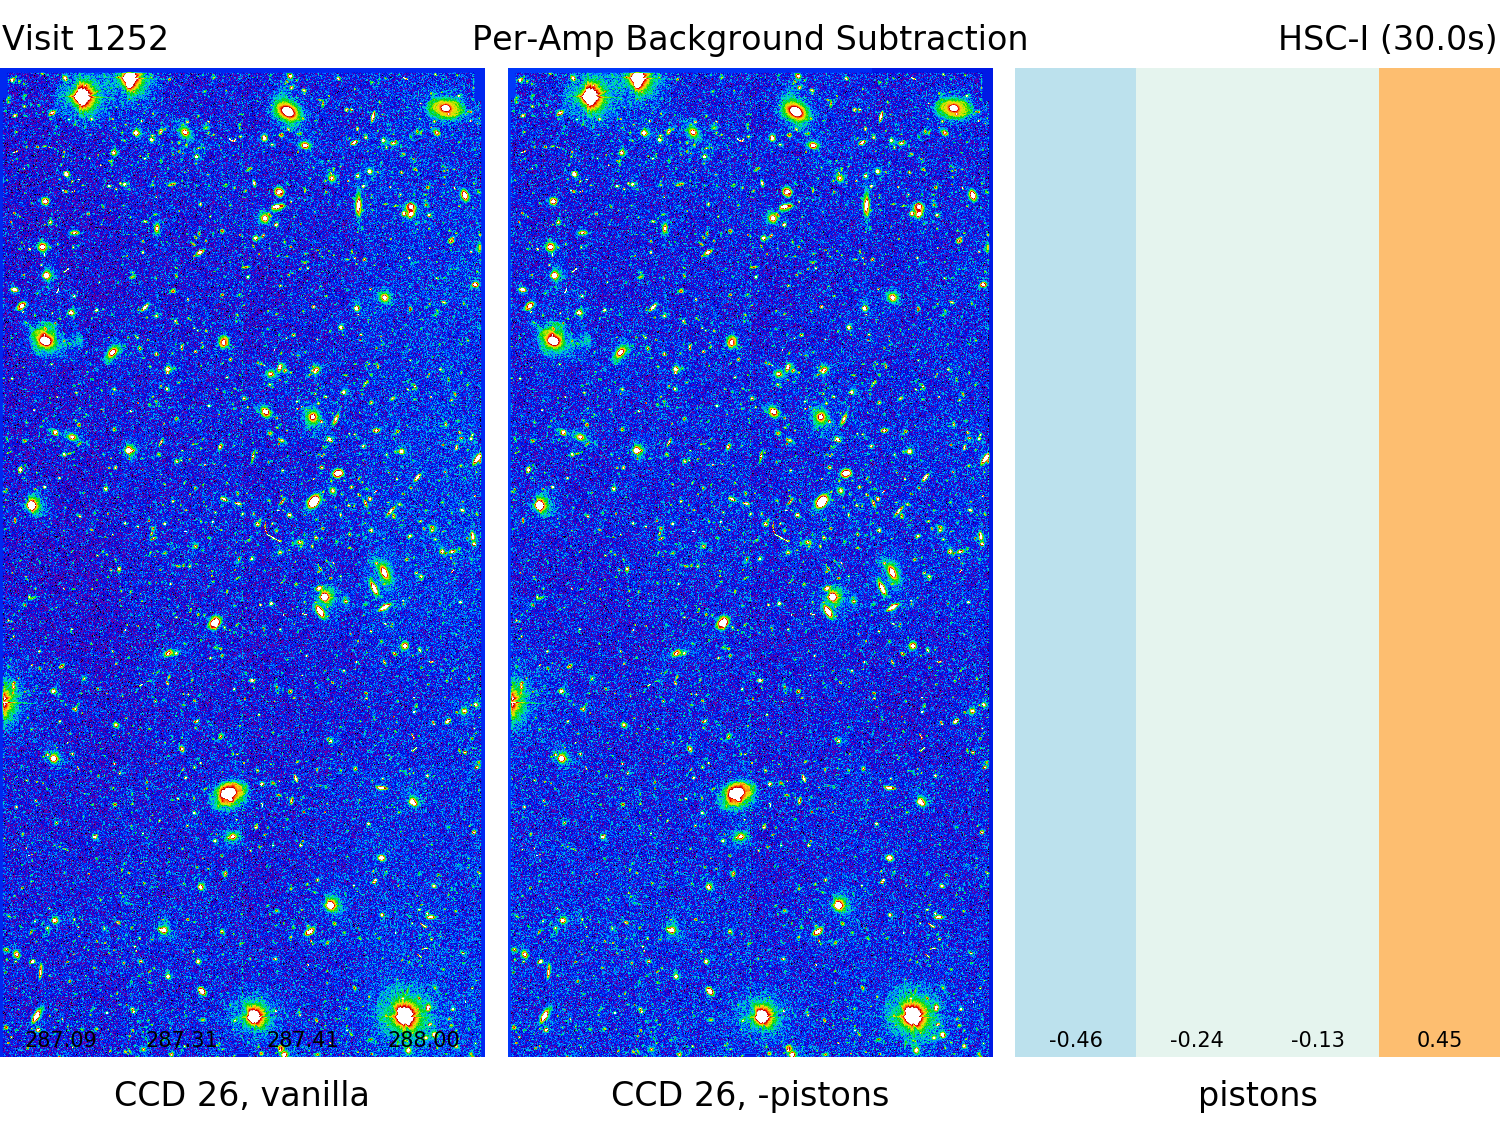 Visit 1252 Per-Amp Background Subtraction HSC-I (30.0s)
287.09 287.31 287.41 288.00 -0.46 -0.24 -0.13 0.45
CCD 26, vanilla CCD 26, -pistons pistons